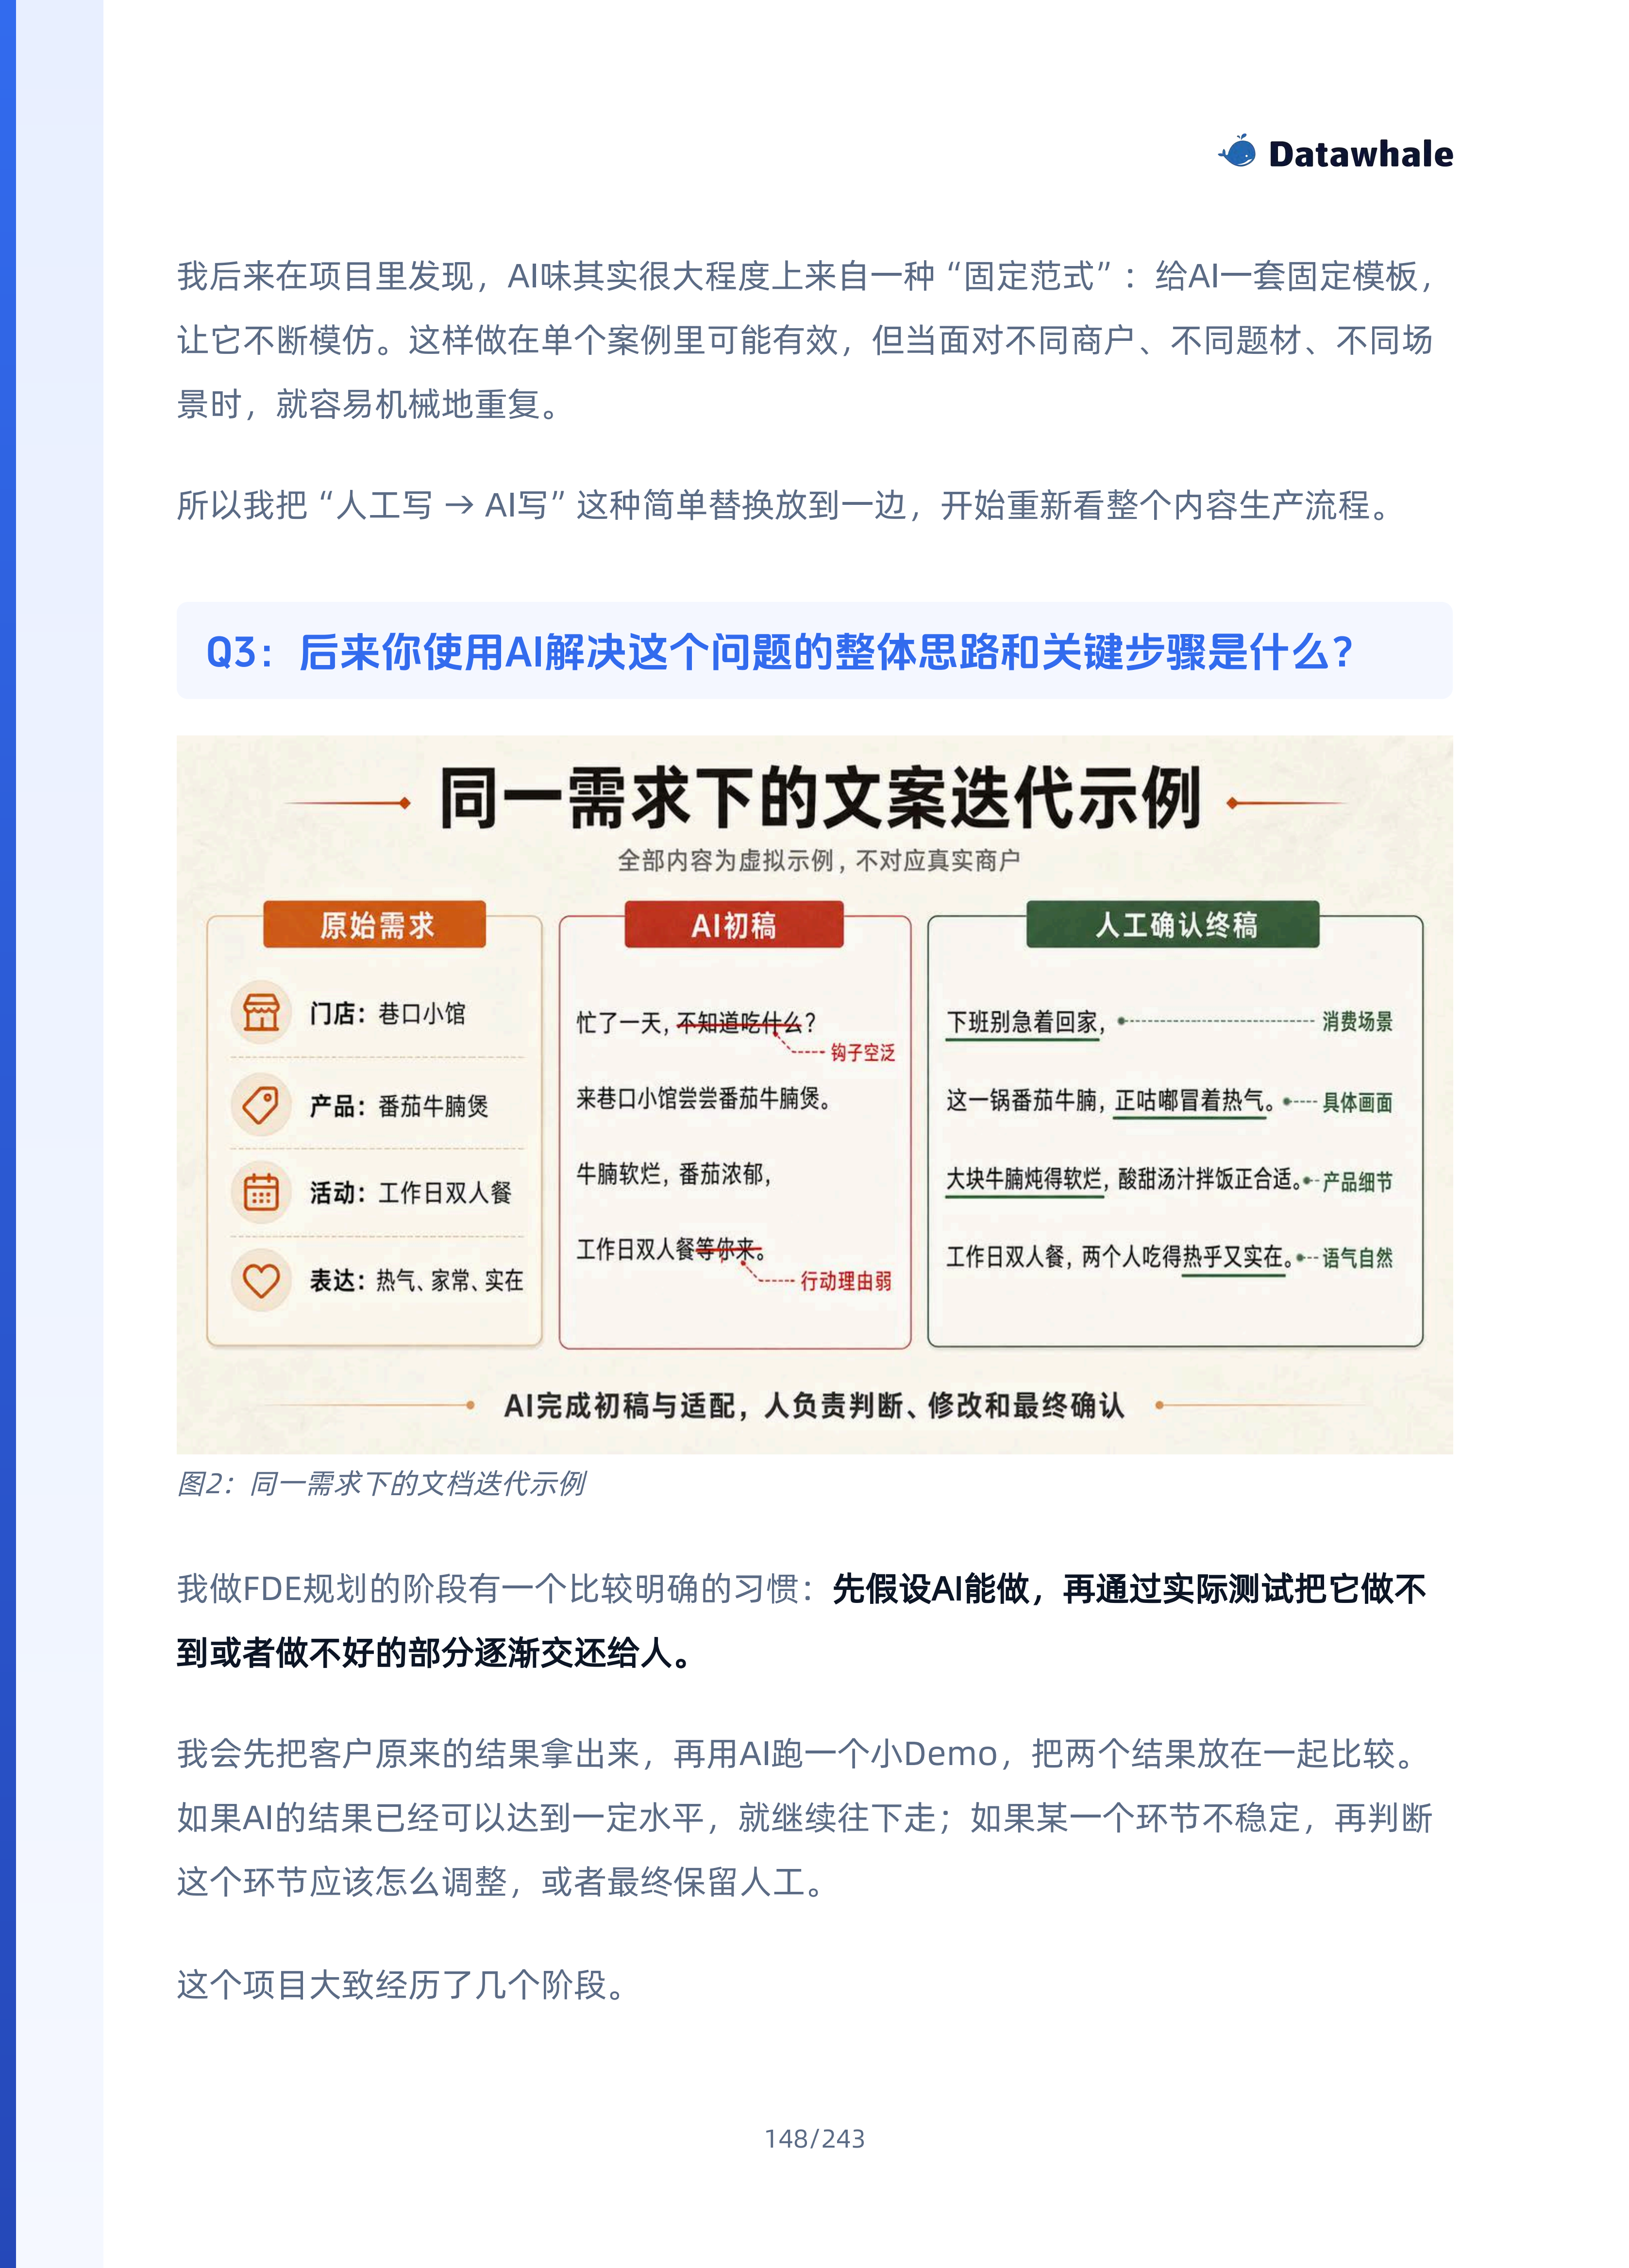 Datawhale
我后来在项目里发现，AI味其实很大程度上来自一种“固定范式”：给AI一套固定模板，
让它不断模仿。这样做在单个案例里可能有效，但当面对不同商户、不同题材、不同场
景时，就容易机械地重复。
所以我把“人工写 → AI写”这种简单替换放到一边，开始重新看整个内容生产流程。
Q3：后来你使用AI解决这个问题的整体思路和关键步骤是什么？
同一需求下的文案迭代示例
全部内容为虚拟示例，不对应真实商户
原始需求
门店：巷口小馆
产品：番茄牛腩煲
活动：工作日双人餐
表达：热气、家常、实在
AI初稿
忙了一天，不知道吃什么？
钩子空泛
来巷口小馆尝尝番茄牛腩煲。
牛腩软烂，番茄浓郁，
工作日双人餐等你来。
行动理由弱
人工确认终稿
下班别急着回家，
消费场景
这一锅番茄牛腩，正咕嘟冒着热气。
具体画面
大块牛腩炖得软烂，酸甜汤汁拌饭正合适。
产品细节
工作日双人餐，两个人吃得热乎又实在。
语气自然
AI完成初稿与适配，人负责判断、修改和最终确认
图2：同一需求下的文档迭代示例
我做FDE规划的阶段有一个比较明确的习惯：先假设AI能做，再通过实际测试把它做不
到或者做不好的部分逐渐交还给人。
我会先把客户原来的结果拿出来，再用AI跑一个小Demo，把两个结果放在一起比较。
如果AI的结果已经可以达到一定水平，就继续往下走；如果某一个环节不稳定，再判断
这个环节应该怎么调整，或者最终保留人工。
这个项目大致经历了几个阶段。
148/243